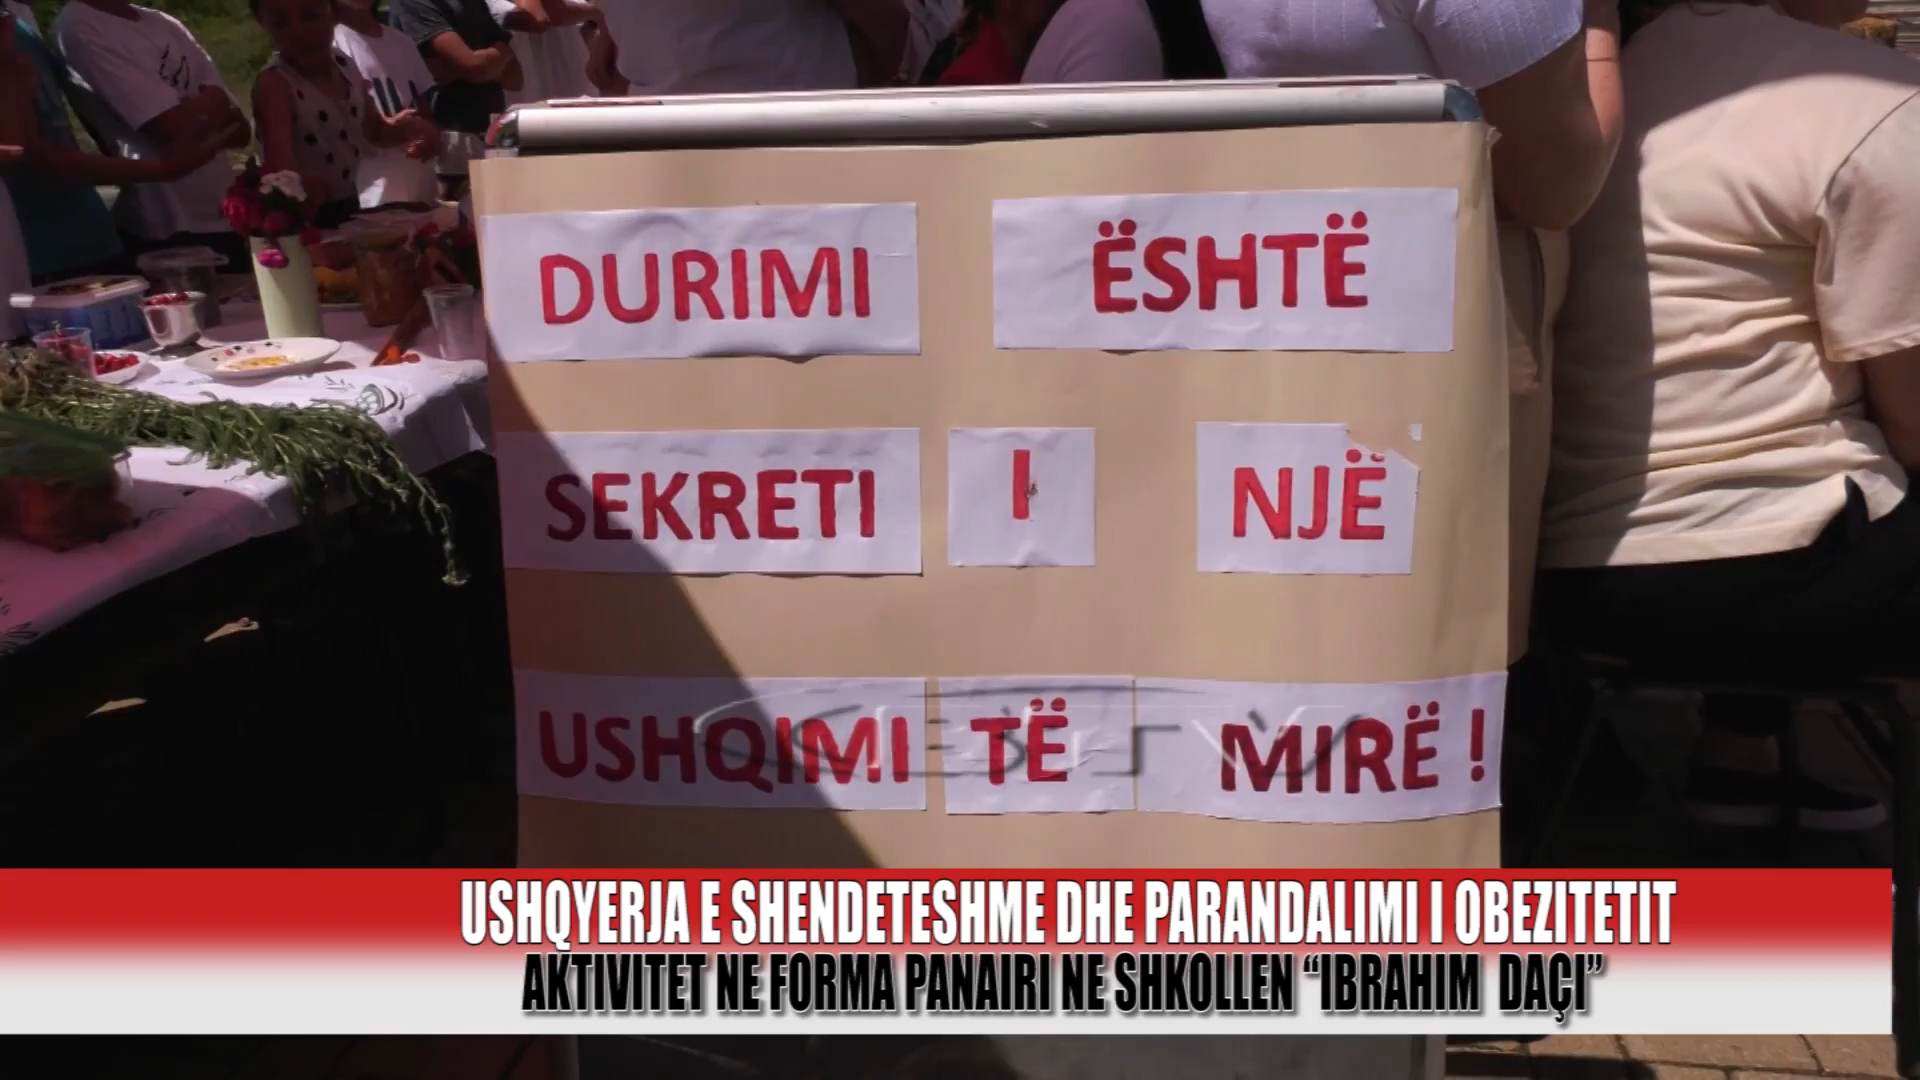 DURIMI ËSHTË
SEKRETI I NJË
USHQIMI TË MIRË !
USHQYERJA E SHENDETESHME DHE PARANDALIMI I OBEZITETIT
AKTIVITET NE FORMA PANAIRI NE SHKOLLEN “IBRAHIM DAÇI”